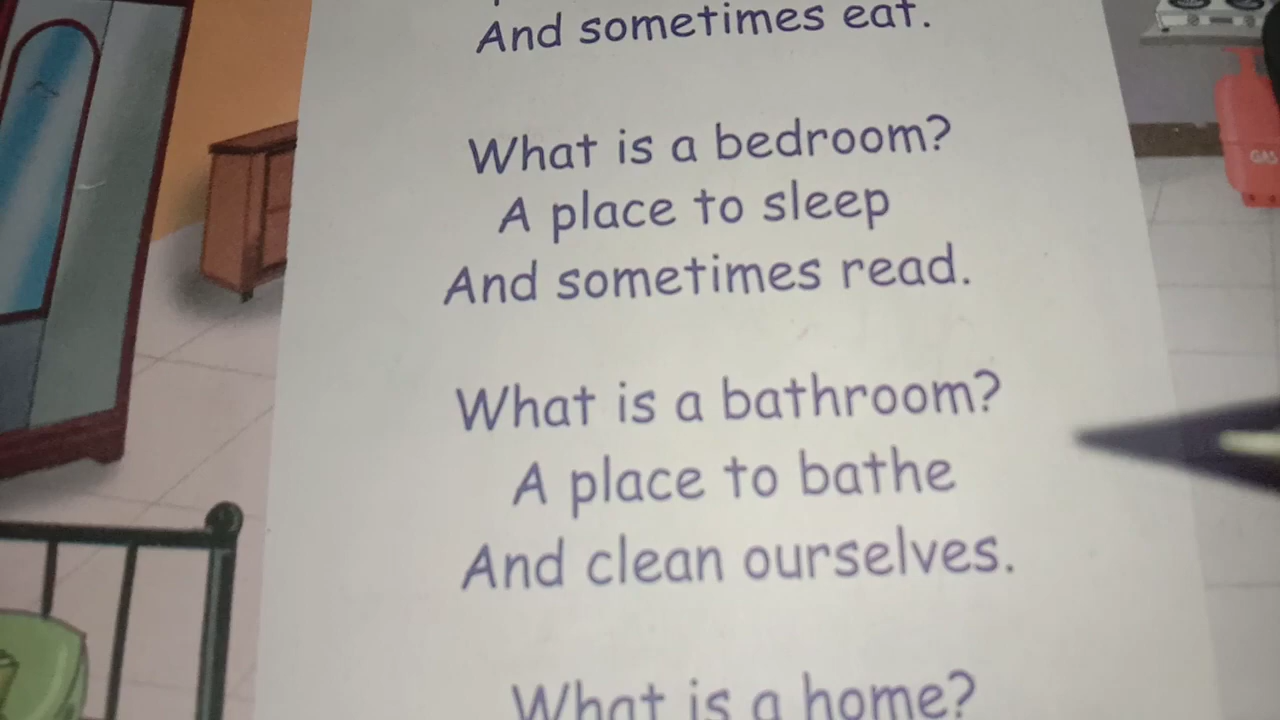 And sometimes eat.
What is a bedroom?
A place to sleep
And sometimes read.
What is a bathroom?
A place to bathe
And clean ourselves.
What is a home?
GAS